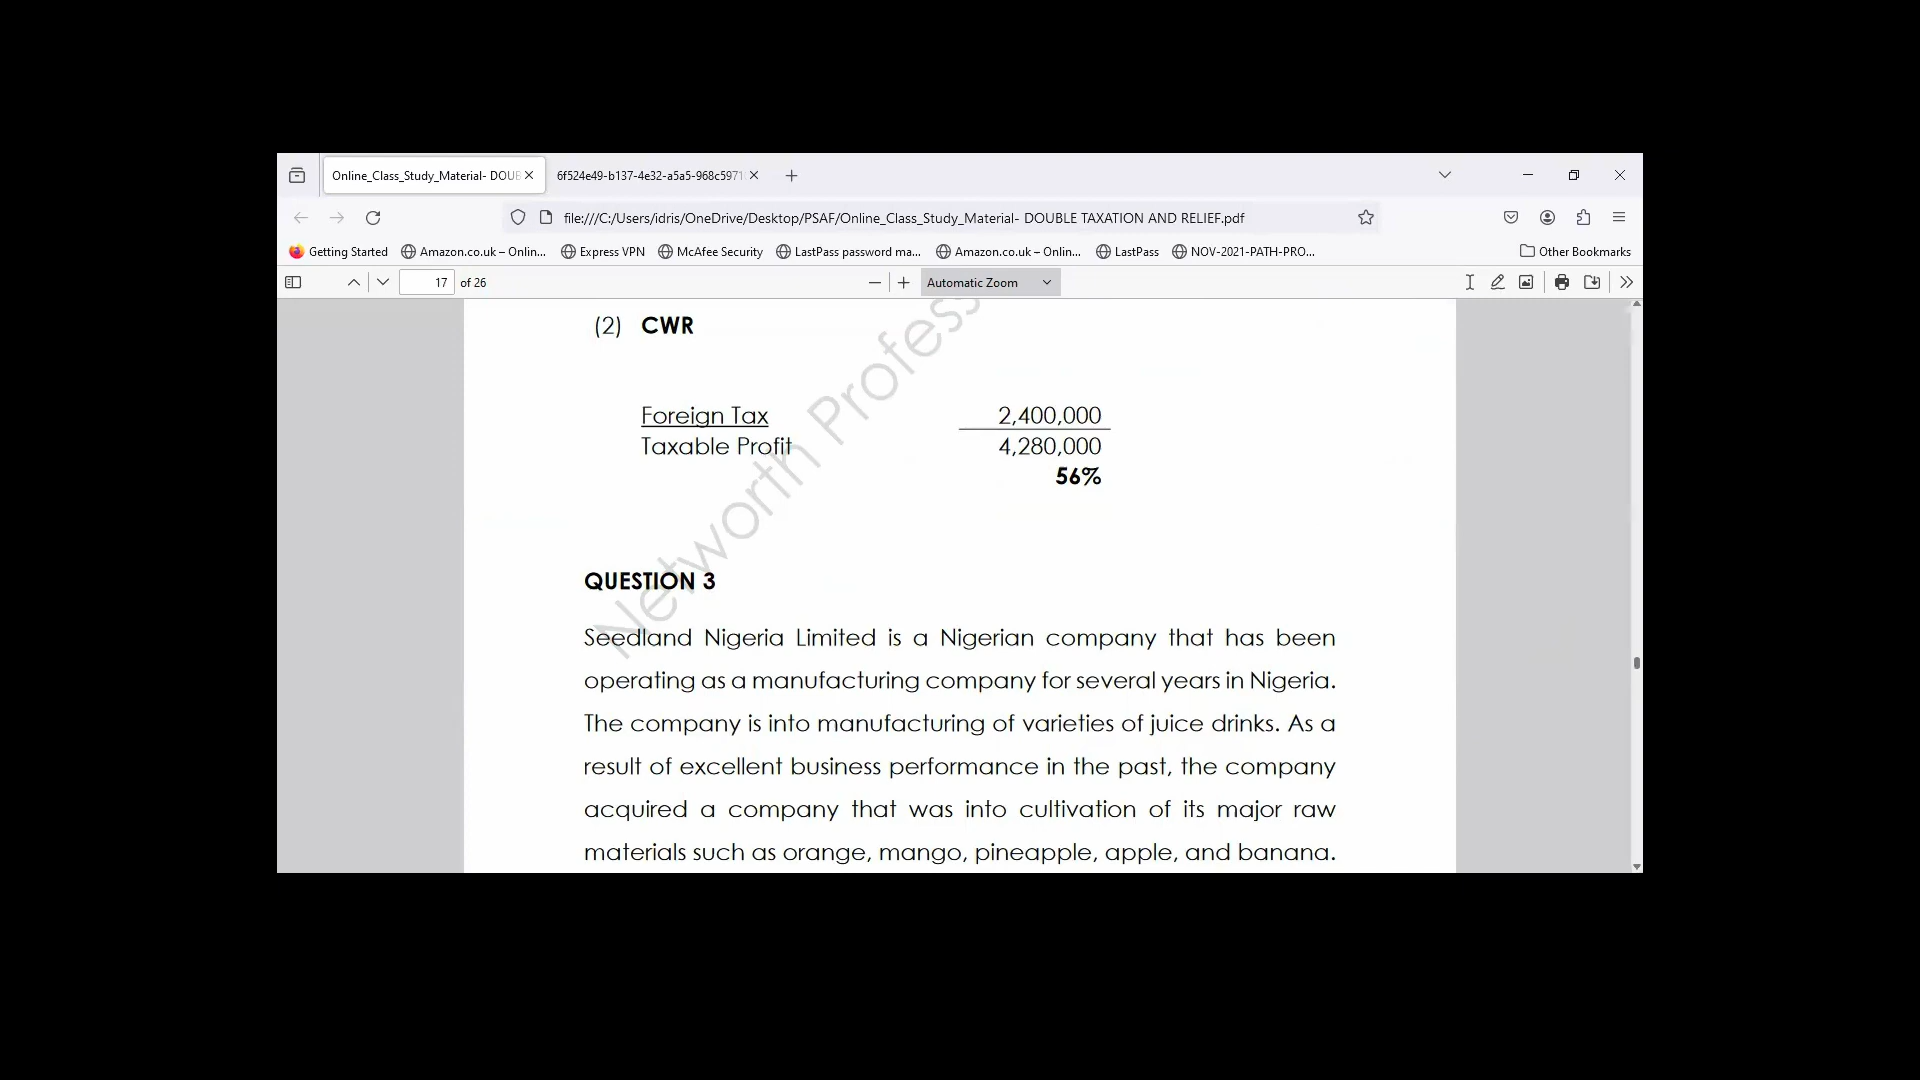 Online_Class_Study_Material- DOUB
6f524e49-b137-4e32-a5a5-968c5971
file:///C:/Users/idris/OneDrive/Desktop/PSAF/Online_Class_Study_Material- DOUBLE TAXATION AND RELIEF.pdf
Getting Started Amazon.co.uk – Onlin... Express VPN McAfee Security LastPass password ma... Amazon.co.uk – Onlin... LastPass NOV-2021-PATH-PRO... Other Bookmarks
17 of 26 Automatic Zoom
(2) CWR
Foreign Tax 2,400,000
Taxable Profit 4,280,000
56%
Networth Profess
QUESTION 3
Seedland Nigeria Limited is a Nigerian company that has been
operating as a manufacturing company for several years in Nigeria.
The company is into manufacturing of varieties of juice drinks. As a
result of excellent business performance in the past, the company
acquired a company that was into cultivation of its major raw
materials such as orange, mango, pineapple, apple, and banana.